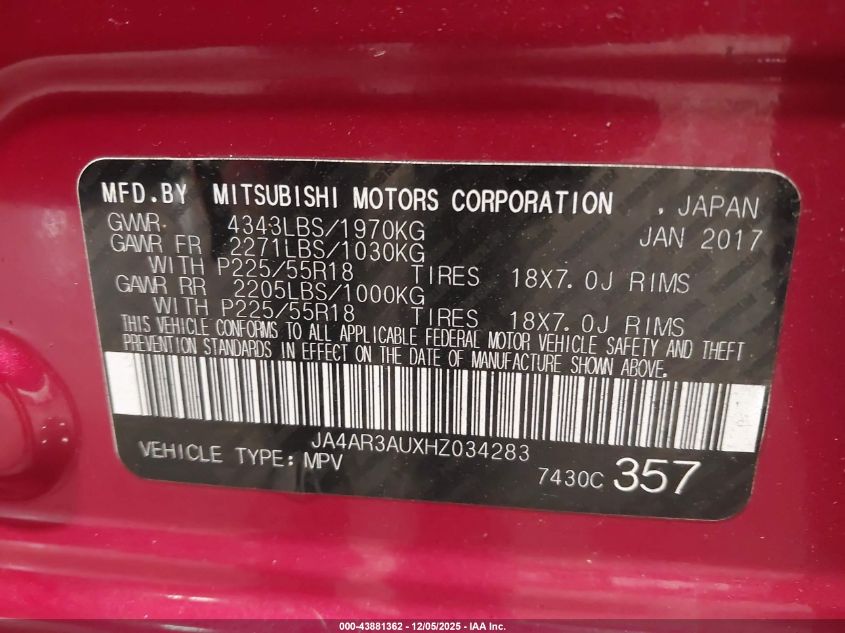 MFD.BY MITSUBISHI MOTORS CORPORATION , JAPAN
GVWR 4343LBS/1970KG JAN 2017
GAWR FR 2271LBS/1030KG
WITH P225/55R18 TIRES 18X7.0J RIMS
GAWR RR 2205LBS/1000KG
WITH P225/55R18 TIRES 18X7.0J RIMS
THIS VEHICLE CONFORMS TO ALL APPLICABLE FEDERAL MOTOR VEHICLE SAFETY AND THEFT
PREVENTION STANDARDS IN EFFECT ON THE DATE OF MANUFACTURE SHOWN ABOVE.
JA4AR3AUXHZ034283
VEHICLE TYPE: MPV
7430C 357
000-43881362 - 12/05/2025 - IAA Inc.